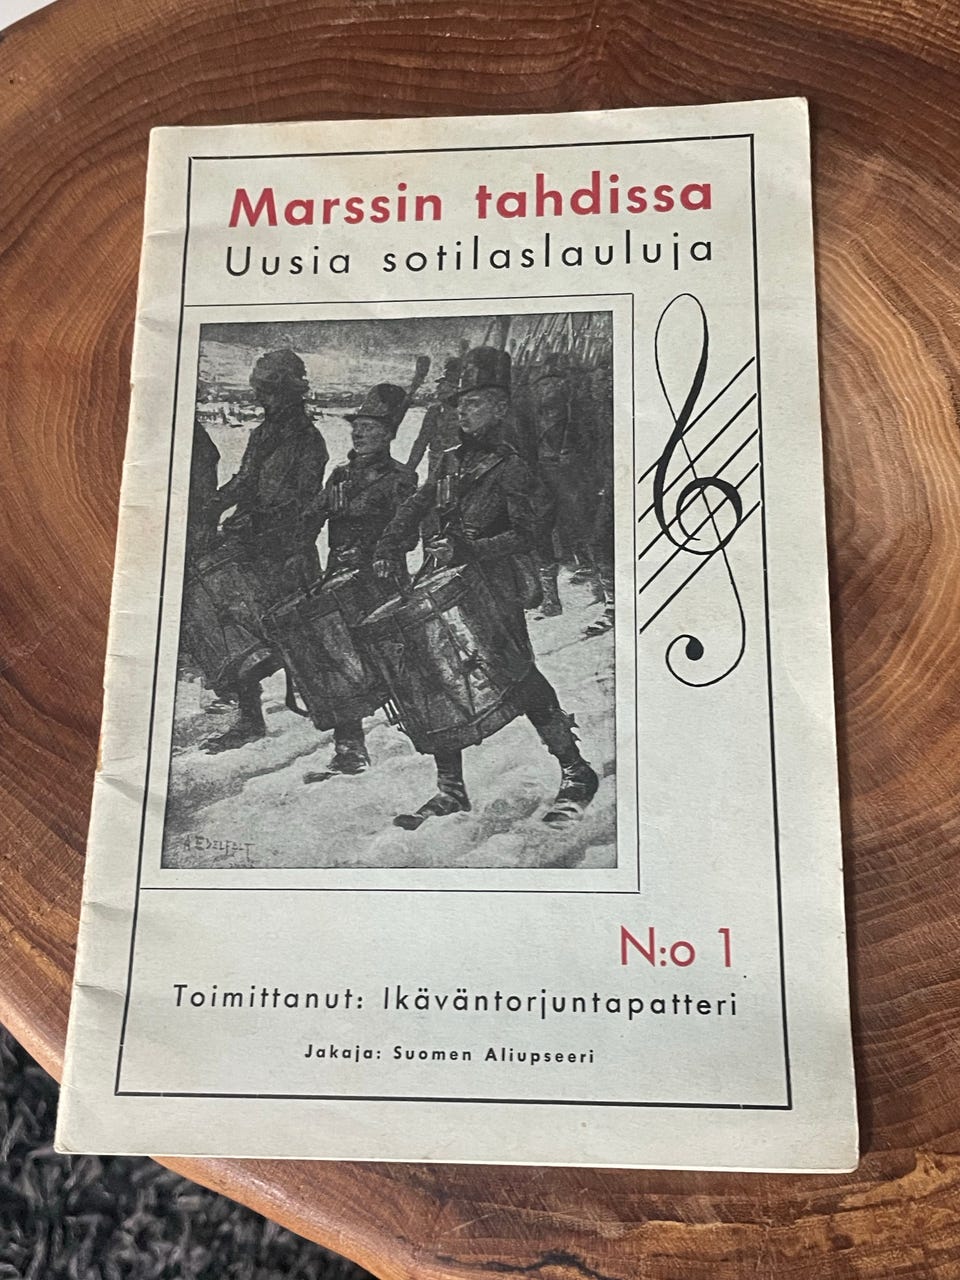 Marssin tahdissa
Uusia sotilaslauluja
A. EDELFELT
N:o 1
Toimittanut: Ikäväntorjuntapatteri
Jakaja: Suomen Aliupseeri